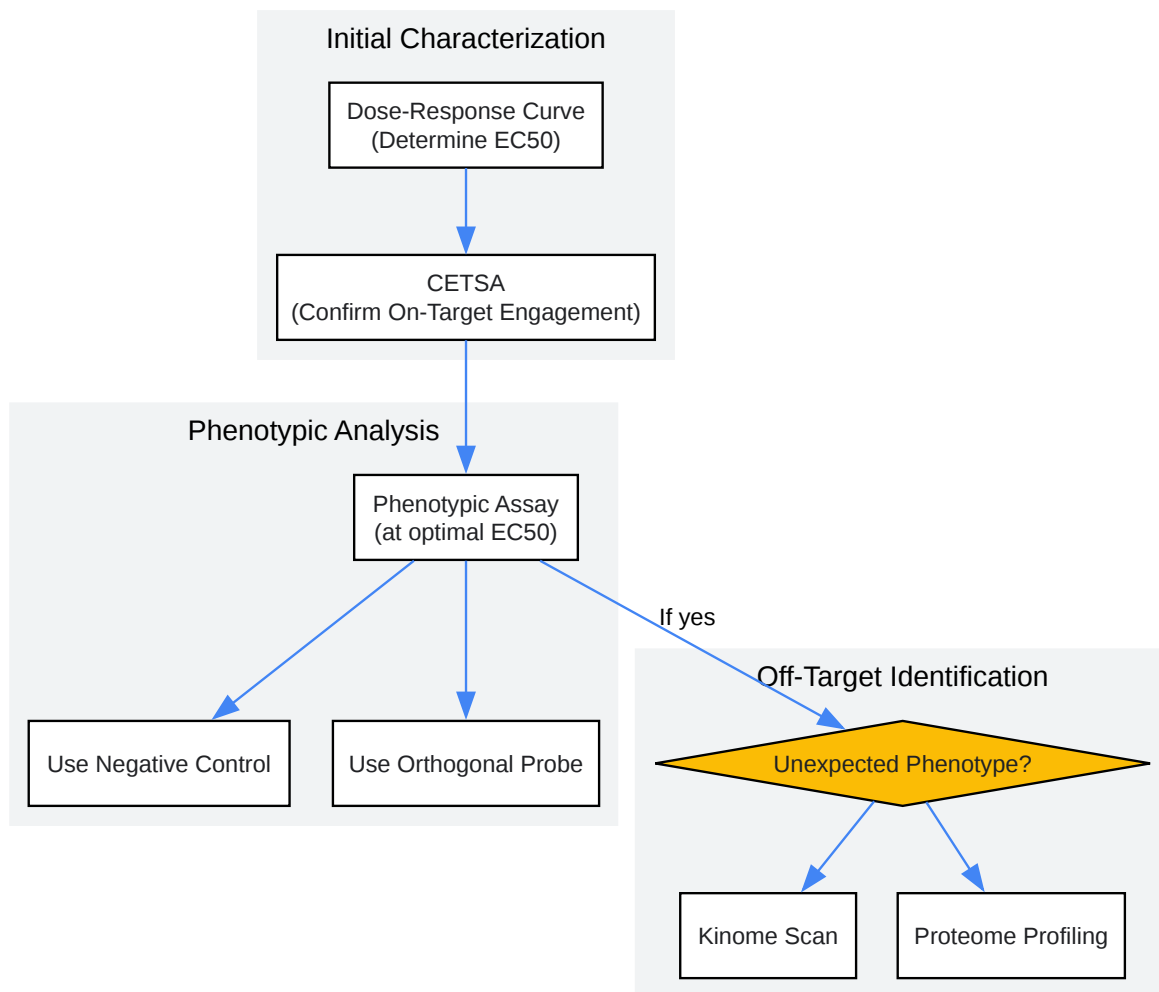 Initial Characterization
Dose-Response Curve
(Determine EC50)
CETSA
(Confirm On-Target Engagement)
Phenotypic Analysis
Phenotypic Assay
(at optimal EC50)
If yes
Off-Target Identification
Use Negative Control
Use Orthogonal Probe
Unexpected Phenotype?
Kinome Scan
Proteome Profiling